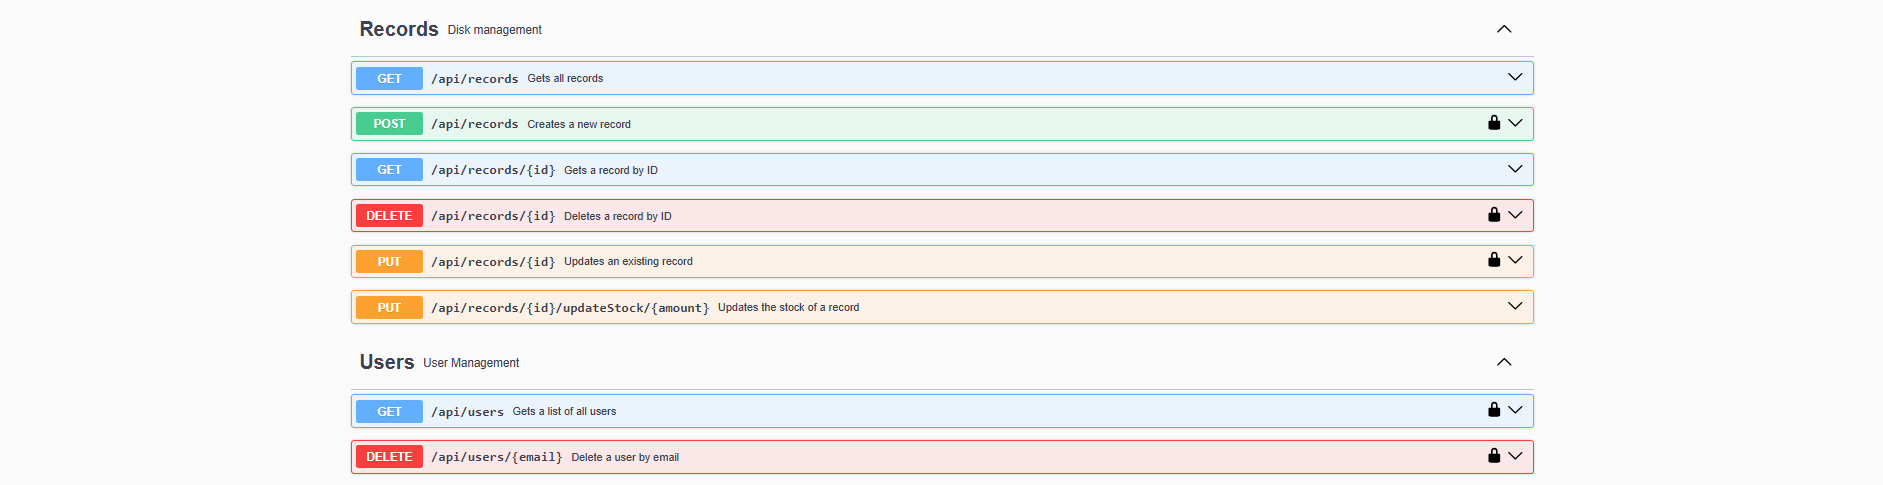 Records Disk management
GET /api/records Gets all records
POST /api/records Creates a new record
GET /api/records/{id} Gets a record by ID
DELETE /api/records/{id} Deletes a record by ID
PUT /api/records/{id} Updates an existing record
PUT /api/records/{id}/updateStock/{amount} Updates the stock of a record
Users User Management
GET /api/users Gets a list of all users
DELETE /api/users/{email} Delete a user by email